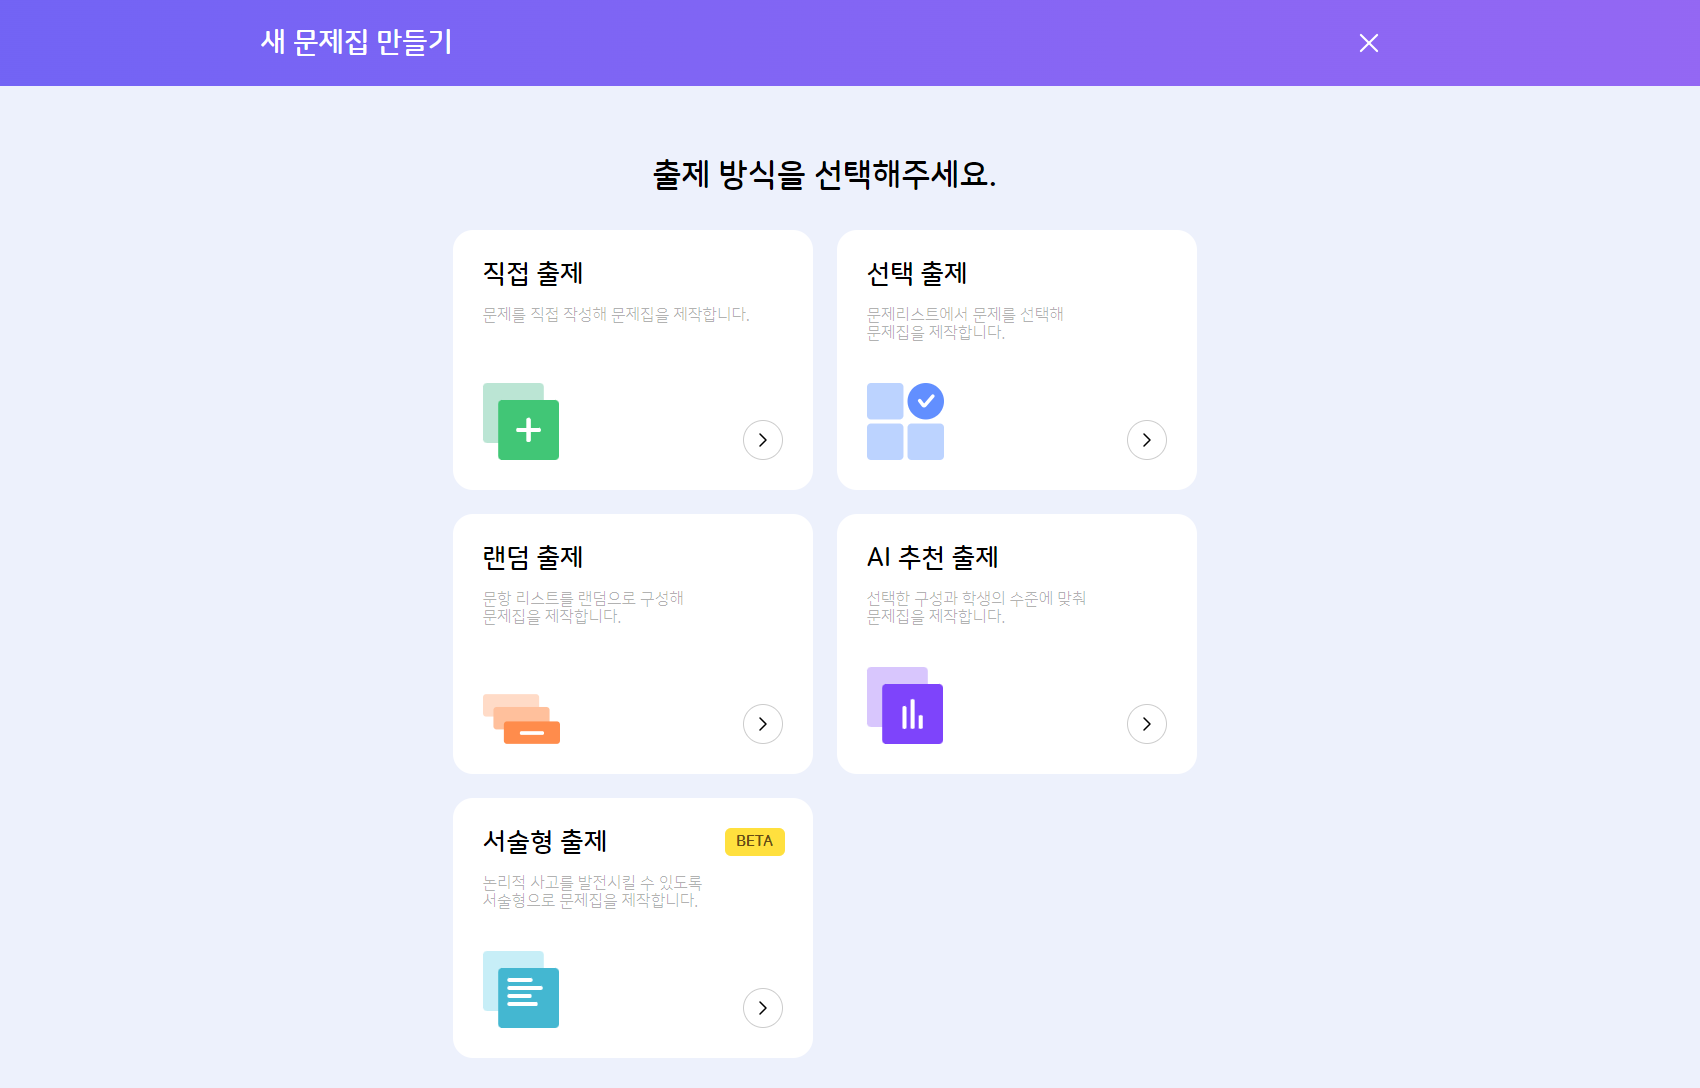 새 문제집 만들기
출제 방식을 선택해주세요.
직접 출제
문제를 직접 작성해 문제집을 제작합니다.
선택 출제
문제리스트에서 문제를 선택해
문제집을 제작합니다.
랜덤 출제
문항 리스트를 랜덤으로 구성해
문제집을 제작합니다.
AI 추천 출제
선택한 구성과 학생의 수준에 맞춰
문제집을 제작합니다.
서술형 출제
BETA
논리적 사고를 발전시킬 수 있도록
서술형으로 문제집을 제작합니다.